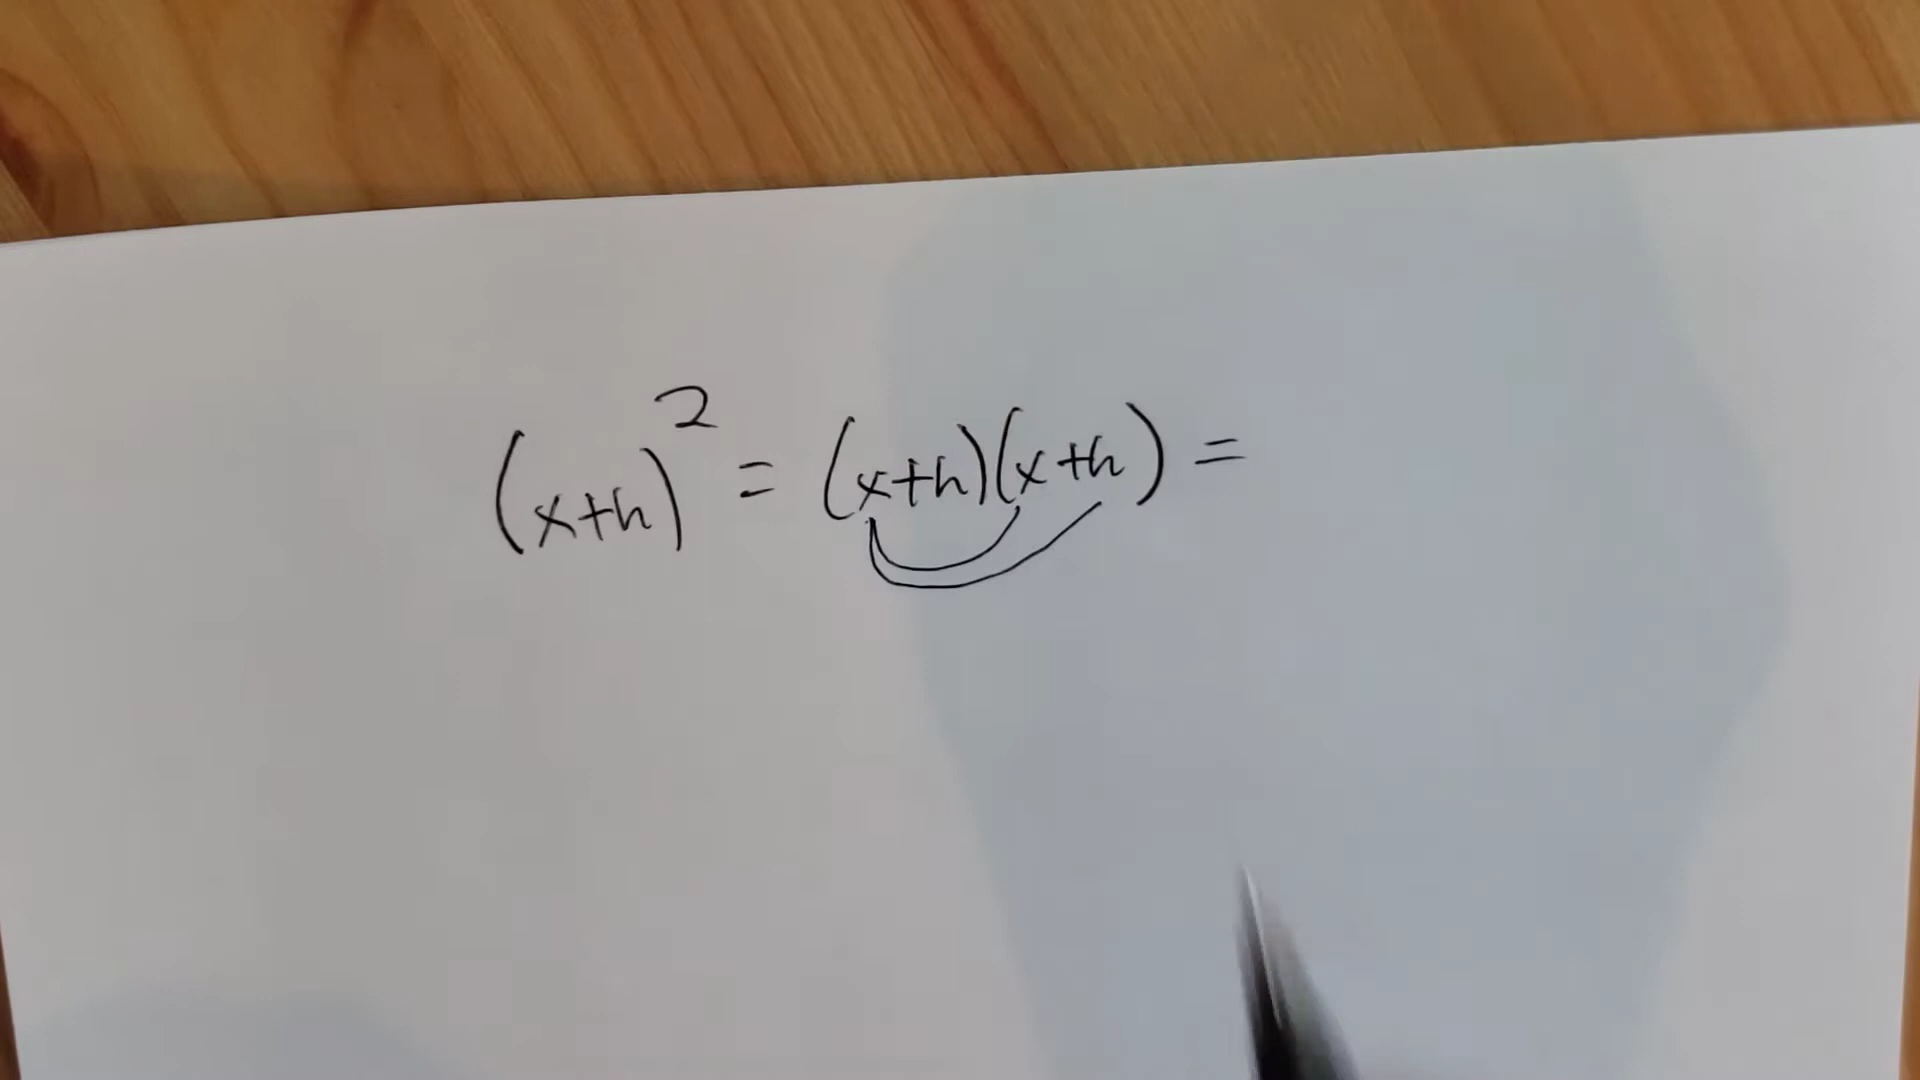 (x+h)² = (x+h)(x+h) =